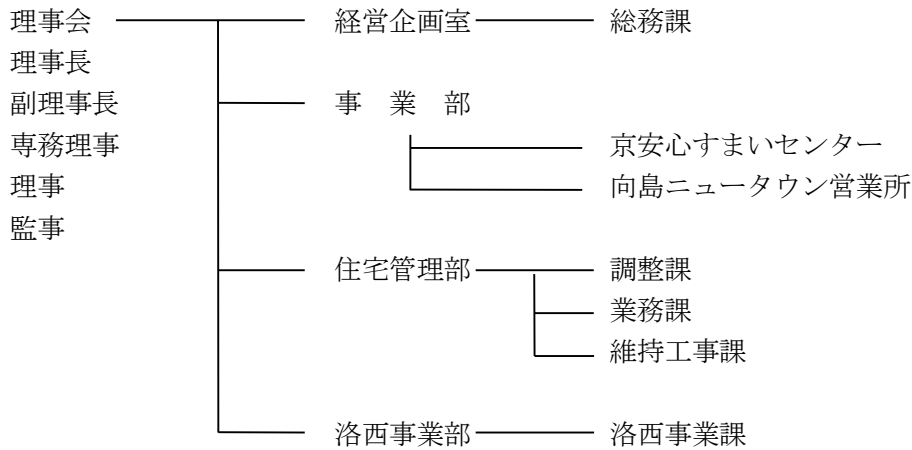 理事会 経営企画室 総務課
理事長
副理事長 事 業 部
専務理事 京安心すまいセンター
理事 向島ニュータウン営業所
監事
住宅管理部 調整課
業務課
維持工事課
洛西事業部 洛西事業課